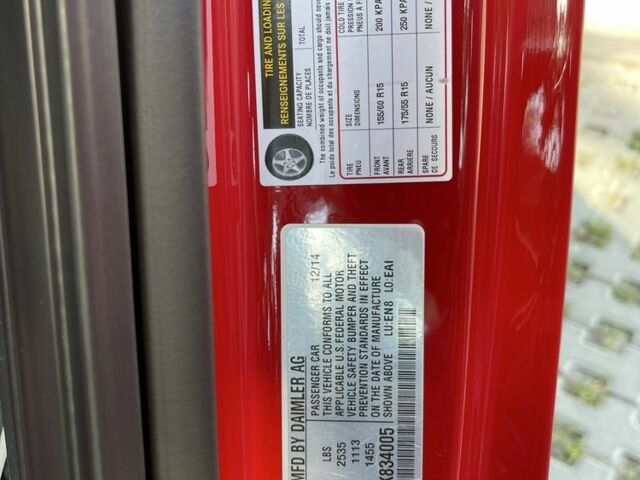 TIRE AND LOADING
RENSEIGNEMENTS SUR LES
SEATING CAPACITY
NOMBRE DE PLACES
TOTAL
The combined weight of occupants and cargo should never
Le poids total des occupants et du chargement ne doit jamais
TIRE
PNEU
SIZE
DIMENSIONS
COLD TIRE
PRESSION
PNEUS À F
FRONT
AVANT
155/60 R15
200 KPA
REAR
ARRIÈRE
175/55 R15
250 KPA
SPARE
DE SECOURS
NONE / AUCUN
NONE /
MFD BY DAIMLER AG
LBS
2535
1113
1455
PASSENGER CAR 12/14
THIS VEHICLE CONFORMS TO ALL
APPLICABLE U.S.FEDERAL MOTOR
VEHICLE SAFETY BUMPER AND THEFT
PREVENTION STANDARDS IN EFFECT
ON THE DATE OF MANUFACTURE
SHOWN ABOVE LU:EN8 LO:EA1
K834005